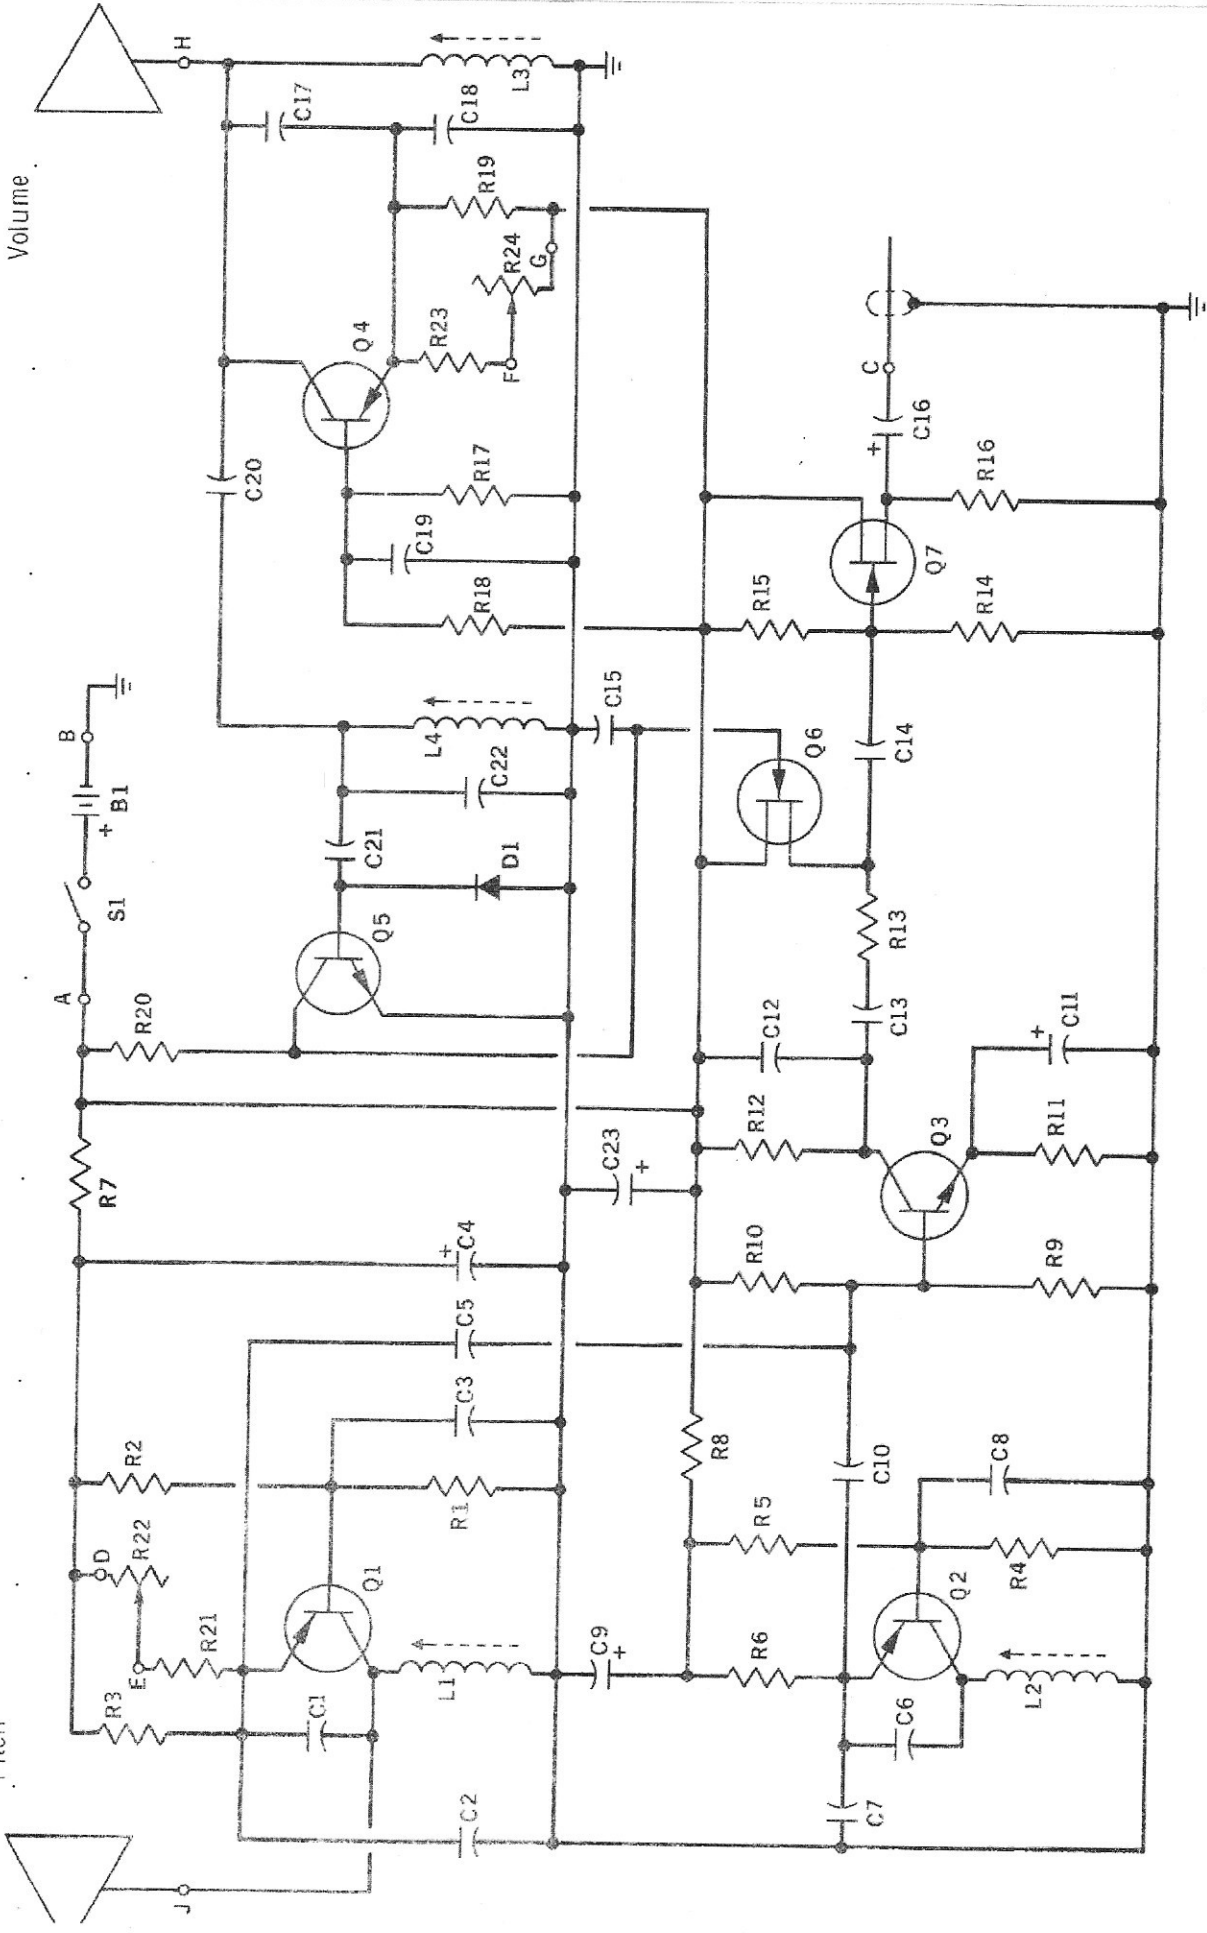 Volume
A
S1
+
B1
B
J
R3
E
R21
D
R22
R2
R7
R20
H
C20
C17
C1
Q1
Q5
C21
Q4
C2
L1
R1
C3
C5
+
C4
D1
C22
L4
R18
C19
R17
R23
F
R24
G
R19
C18
L3
C9
+
C23
+
C15
R8
R6
R5
R10
R12
C12
Q6
R15
C7
C6
Q2
C10
Q3
C13
R13
C14
Q7
+
C16
C
L2
R4
C8
R9
R11
+
C11
R14
R16